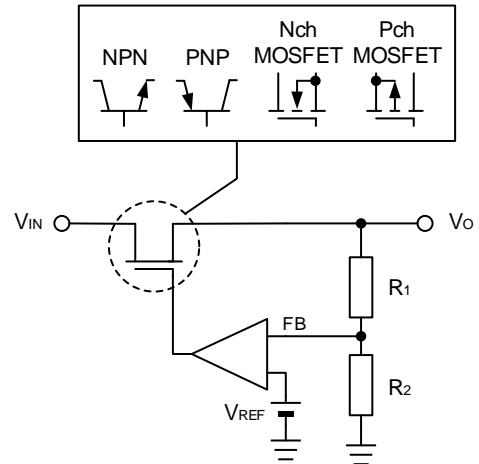 NPN PNP Nch MOSFET Pch MOSFET
VIN VO
R1
FB
R2
VREF